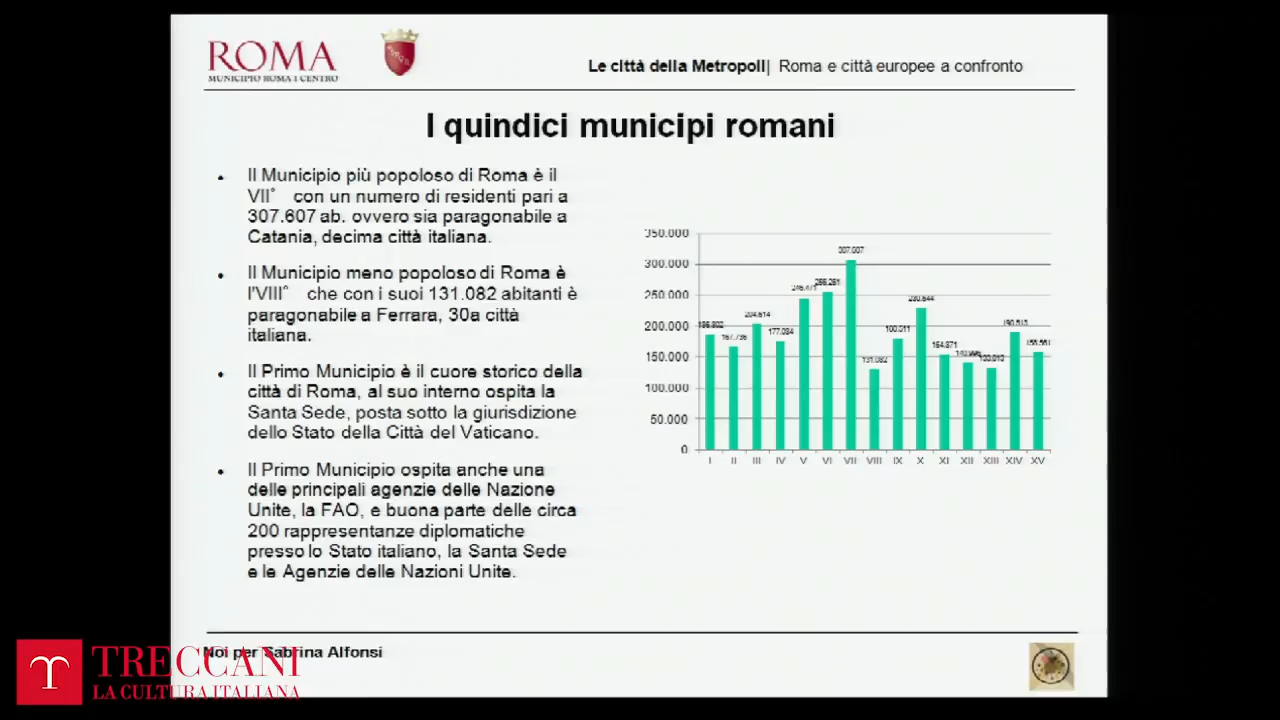 ROMA
MUNICIPIO ROMA I CENTRO
Le città della Metropoli| Roma e città europee a confronto
I quindici municipi romani
• Il Municipio più popoloso di Roma è il
VII° con un numero di residenti pari a
307.607 ab. ovvero sia paragonabile a
Catania, decima città italiana.
• Il Municipio meno popoloso di Roma è
l'VIII° che con i suoi 131.082 abitanti è
paragonabile a Ferrara, 30a città
italiana.
• Il Primo Municipio è il cuore storico della
città di Roma, al suo interno ospita la
Santa Sede, posta sotto la giurisdizione
dello Stato della Città del Vaticano.
• Il Primo Municipio ospita anche una
delle principali agenzie delle Nazione
Unite, la FAO, e buona parte delle circa
200 rappresentanze diplomatiche
presso lo Stato italiano, la Santa Sede
e le Agenzie delle Nazioni Unite.
350.000
300.000
250.000
200.000
150.000
100.000
50.000
0
167.736
204.514
177.084
307.607
131.082
I II III IV V VI VII VIII IX X XI XII XIII XIV XV
Noi per Sabrina Alfonsi
TRECCANI
LA CULTURA ITALIANA